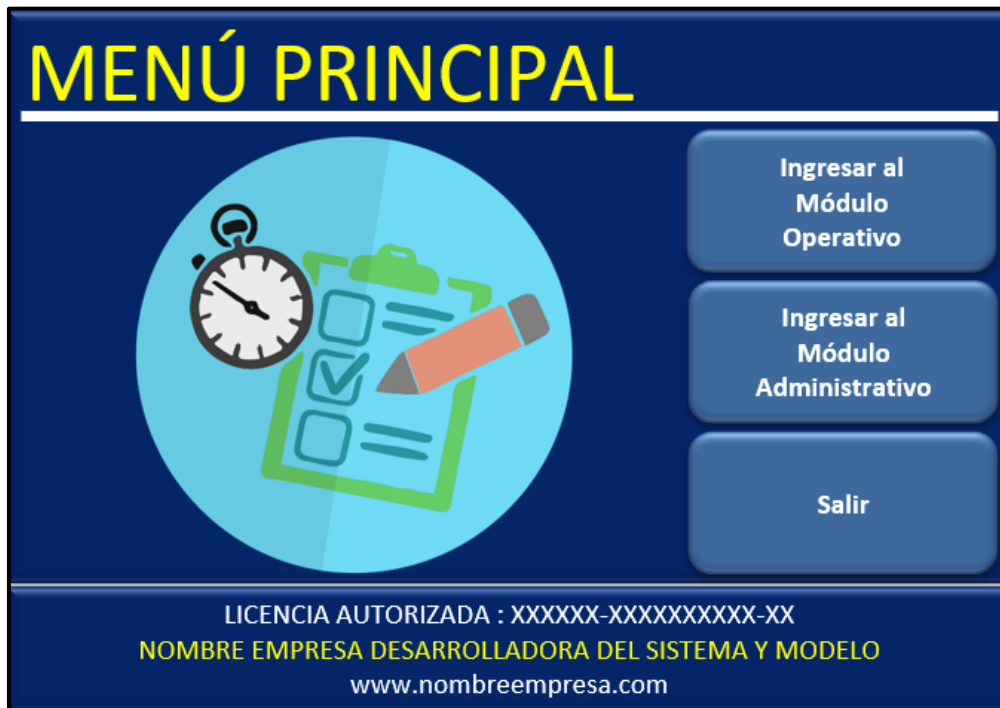 MENÚ PRINCIPAL
Ingresar al
Módulo
Operativo
Ingresar al
Módulo
Administrativo
Salir
LICENCIA AUTORIZADA : XXXXXX-XXXXXXXXXX-XX
NOMBRE EMPRESA DESARROLLADORA DEL SISTEMA Y MODELO
www.nombreempresa.com